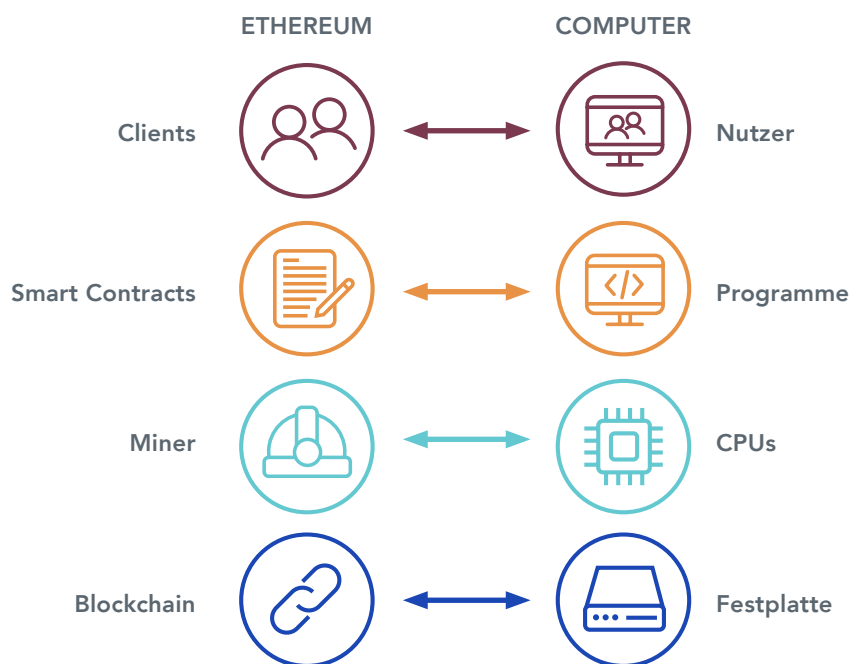 ETHEREUM COMPUTER
Clients Nutzer
Smart Contracts </> Programme
Miner CPUs
Blockchain Festplatte